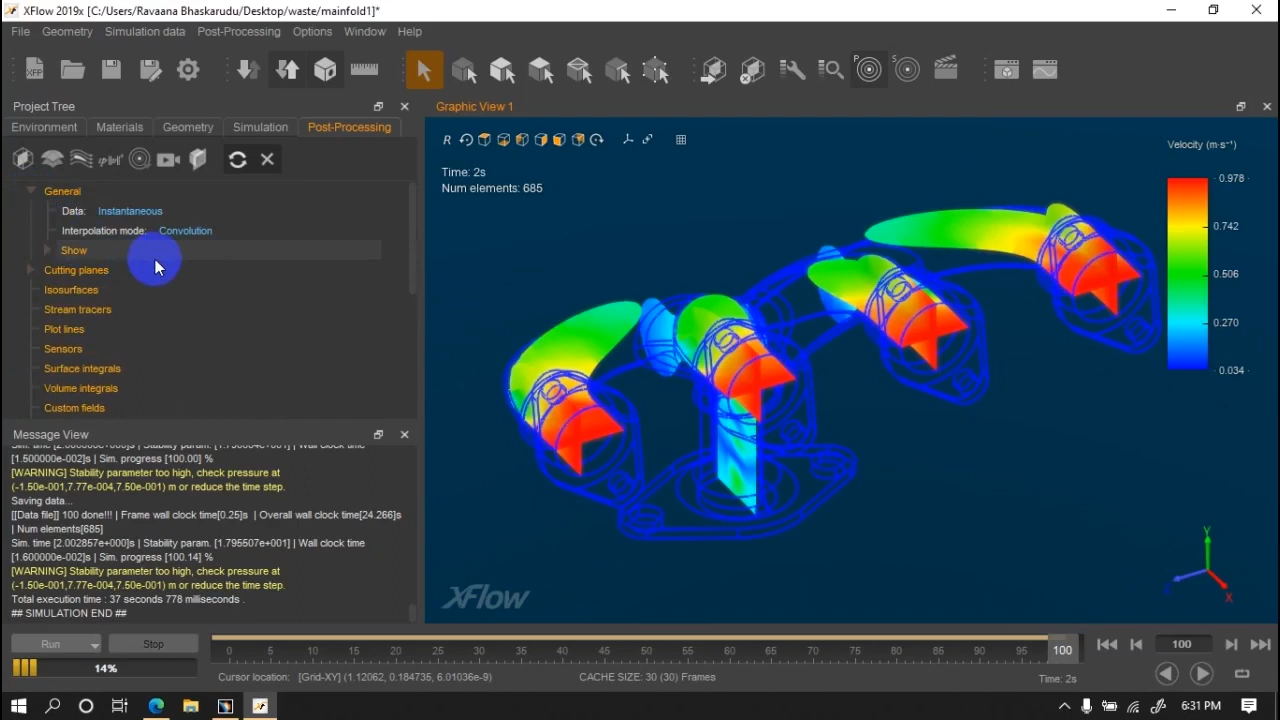 XFlow 2019x [C:/Users/Ravaana Bhaskarudu/Desktop/waste/mainfold1]*
File Geometry Simulation data Post-Processing Options Window Help
Project Tree
Graphic View 1
Environment Materials Geometry Simulation Post-Processing
R
Time: 2s
Num elements: 685
Velocity (m·s⁻¹)
0.978
0.742
0.506
0.270
0.034
General
Data: Instantaneous
Interpolation mode: Convolution
Show
Cutting planes
Isosurfaces
Stream tracers
Plot lines
Sensors
Surface integrals
Volume integrals
Custom fields
Message View
[1.500000e-002]s | Sim. progress [100.00] %
[WARNING] Stability parameter too high, check pressure at
(-1.50e-001,7.77e-004,7.50e-001) m or reduce the time step.
Saving data...
[[Data file]] 100 done!!! | Frame wall clock time[0.25]s | Overall wall clock time[24.266]s
| Num elements[685]
Sim. time [2.002857e+000]s | Stability param. [1.795507e+001] | Wall clock time
[1.600000e-002]s | Sim. progress [100.14] %
[WARNING] Stability parameter too high, check pressure at
(-1.50e-001,7.77e-004,7.50e-001) m or reduce the time step.
Total execution time : 37 seconds 778 milliseconds .
## SIMULATION END ##
Y
X
XFlow
Run Stop
0 5 10 15 20 25 30 35 40 45 50 55 60 65 70 75 80 85 90 95 100
100
14%
Cursor location: [Grid-XY] (1.12062, 0.184735, 6.01036e-9)
CACHE SIZE: 30 (30) Frames
Time: 2s
6:31 PM